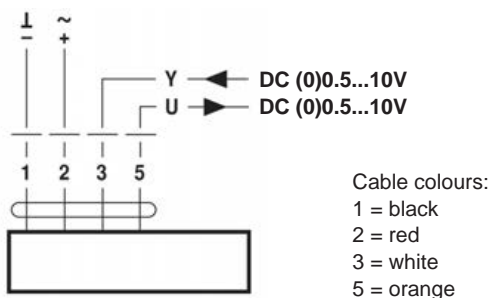 ⊥ ~
– +
Y DC (0)0.5...10V
U DC (0)0.5...10V
1 2 3 5
Cable colours:
1 = black
2 = red
3 = white
5 = orange